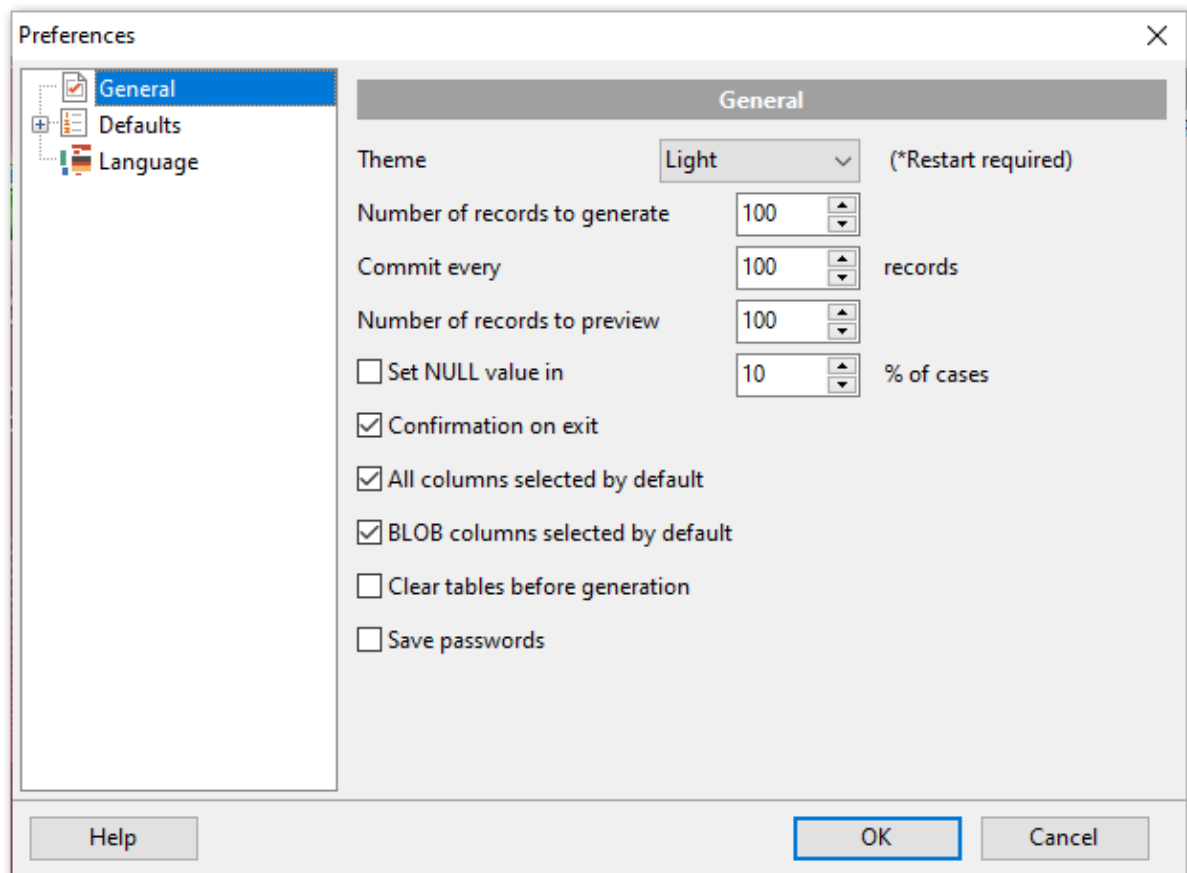 Preferences
General
Defaults
Language
General
Theme Light (*Restart required)
Number of records to generate 100
Commit every 100 records
Number of records to preview 100
Set NULL value in 10 % of cases
Confirmation on exit
All columns selected by default
BLOB columns selected by default
Clear tables before generation
Save passwords
Help OK Cancel